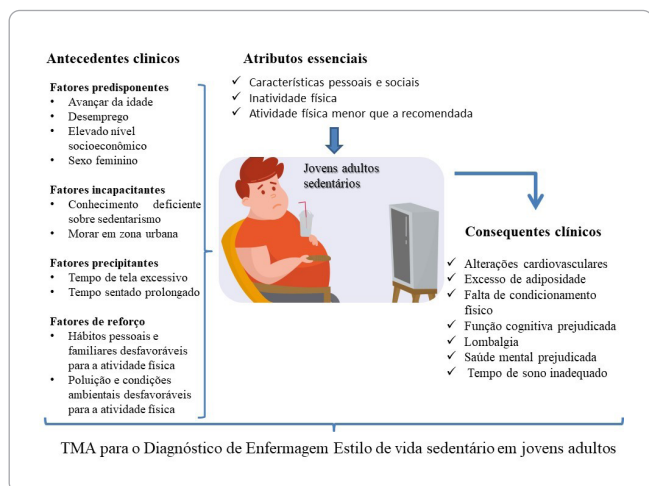 Antecedentes clinicos
Fatores predisponentes
• Avançar da idade
• Desemprego
• Elevado nível
socioeconômico
• Sexo feminino
Fatores incapacitantes
• Conhecimento deficiente
sobre sedentarismo
• Morar em zona urbana
Fatores precipitantes
• Tempo de tela excessivo
• Tempo sentado prolongado
Fatores de reforço
• Hábitos pessoais e
familiares desfavoráveis
para a atividade física
• Poluição e condições
ambientais desfavoráveis
para a atividade física
Atributos essenciais
✓ Características pessoais e sociais
✓ Inatividade física
✓ Atividade física menor que a recomendada
Jovens adultos
sedentários
Consequentes clínicos
✓ Alterações cardiovasculares
✓ Excesso de adiposidade
✓ Falta de condicionamento
físico
✓ Função cognitiva prejudicada
✓ Lombalgia
✓ Saúde mental prejudicada
✓ Tempo de sono inadequado
TMA para o Diagnóstico de Enfermagem Estilo de vida sedentário em jovens adultos